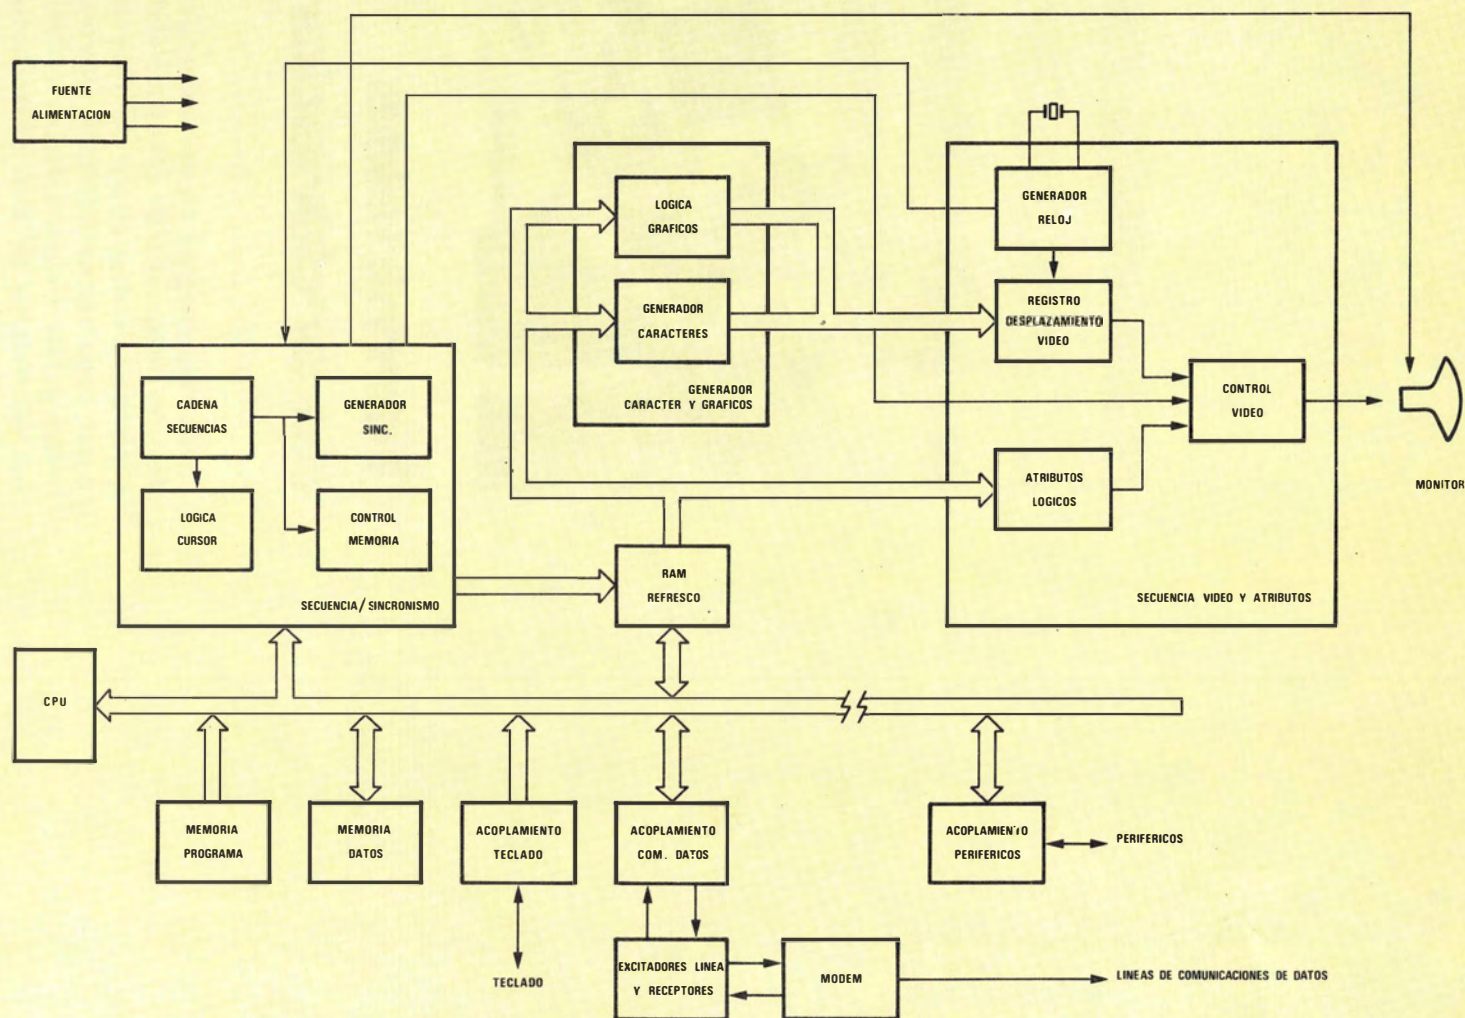 FUENTE
ALIMENTACION
GENERADOR
RELOJ
LOGICA
GRAFICOS
REGISTRO
DESPLAZAMIENTO
VIDEO
GENERADOR
CARACTERES
GENERADOR
CARACTER Y GRAFICOS
CONTROL
VIDEO
CADENA
SECUENCIAS
GENERADOR
SINC.
MONITOR
ATRIBUTOS
LOGICOS
LOGICA
CURSOR
CONTROL
MEMORIA
RAM
REFRESCO
SECUENCIA/SINCRONISMO
SECUENCIA VIDEO Y ATRIBUTOS
CPU
MEMORIA
PROGRAMA
MEMORIA
DATOS
ACOPLAMIENTO
TECLADO
ACOPLAMIENTO
COM. DATOS
ACOPLAMIENTO
PERIFERICOS
PERIFERICOS
TECLADO
EXCITADORES LINEA
Y RECEPTORES
MODEM
LINEAS DE COMUNICACIONES DE DATOS